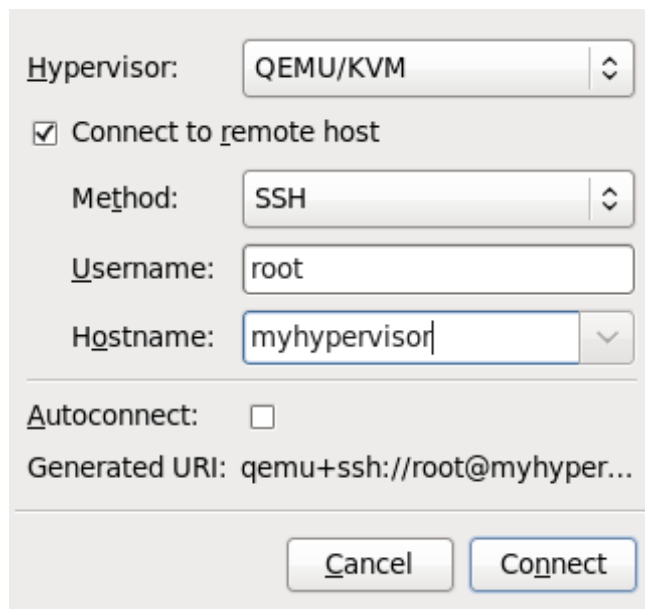 Hypervisor: QEMU/KVM
Connect to remote host
Method: SSH
Username: root
Hostname: myhypervisor
Autoconnect:
Generated URI: qemu+ssh://root@myhyper...
Cancel Connect